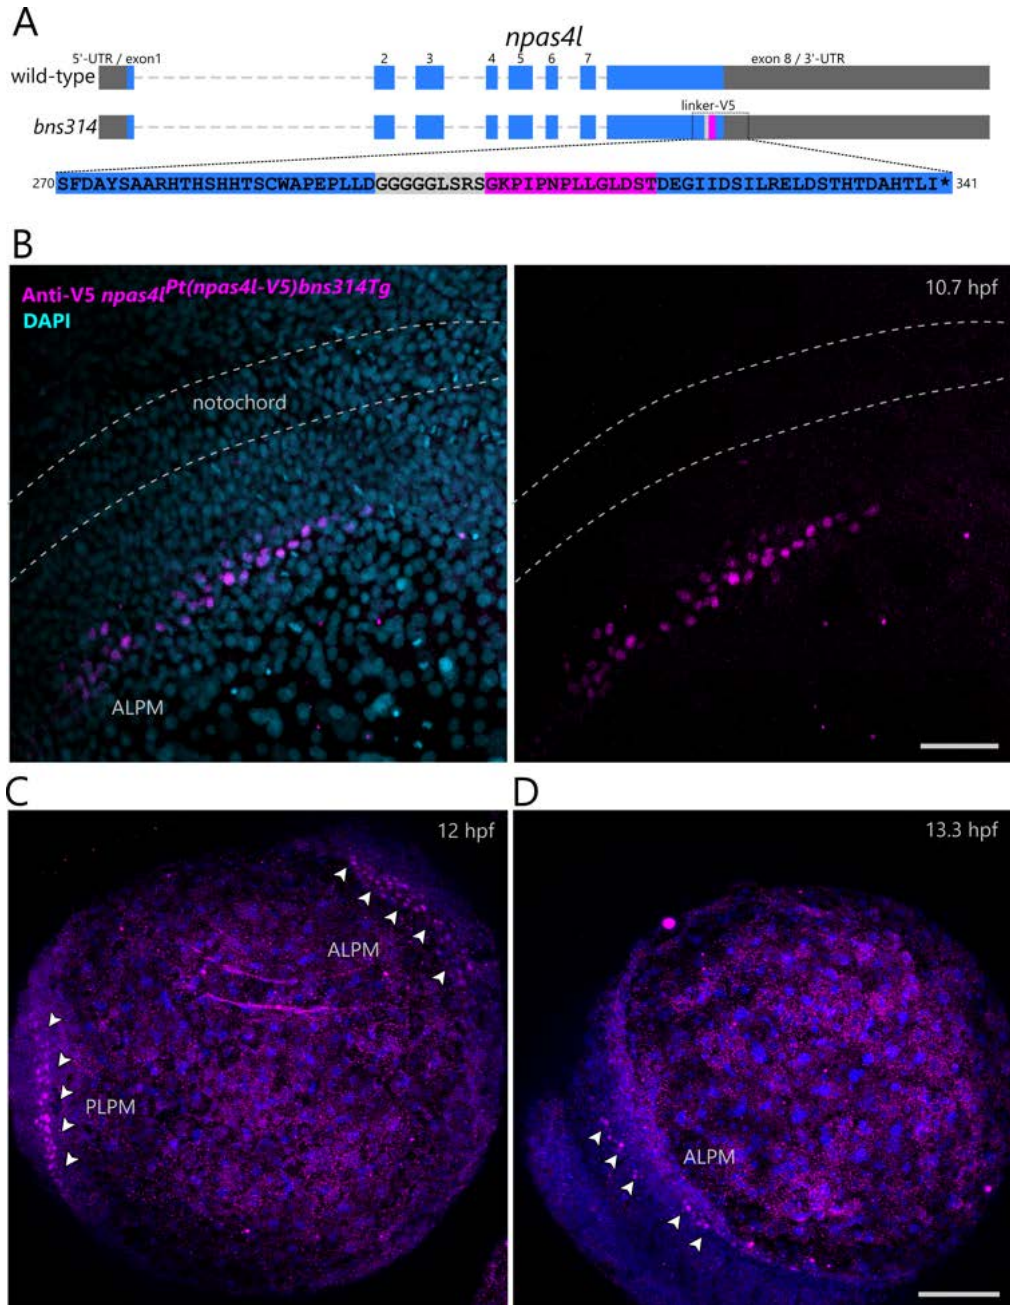 A
npas4l
5'-UTR / exon1 2 3 4 5 6 7 exon 8 / 3'-UTR
wild-type
linker-V5
bns314
270 SFDAYSAARHTHSHHTSCWAPEPLLDGGGGGLSRSGKPIPNPLLGLDSTDEGIIDSILRELDSTHTDAHTLI* 341
B
Anti-V5 npas4lPt(npas4l-V5)bns314Tg
DAPI
10.7 hpf
notochord
ALPM
C
12 hpf
ALPM
PLPM
D
13.3 hpf
ALPM